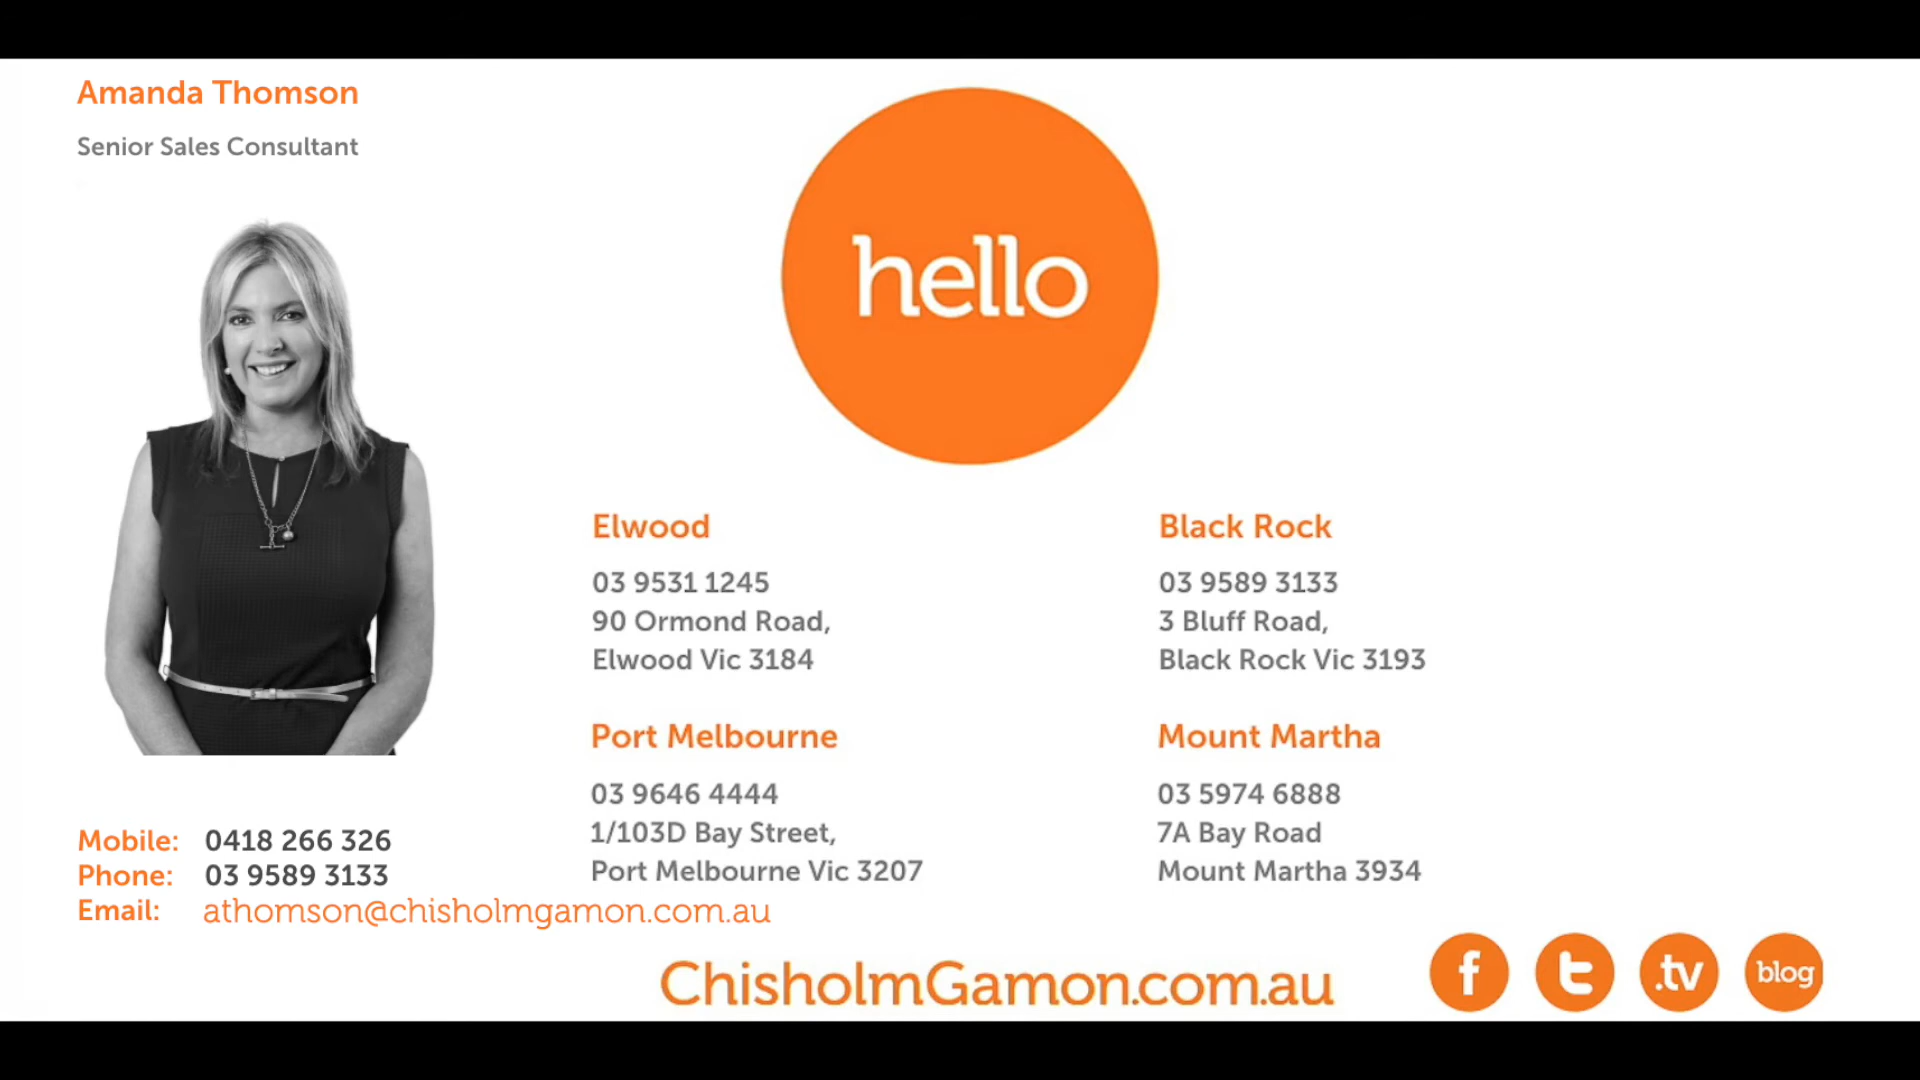 Amanda Thomson
Senior Sales Consultant
hello
Elwood
03 9531 1245
90 Ormond Road,
Elwood Vic 3184
Black Rock
03 9589 3133
3 Bluff Road,
Black Rock Vic 3193
Port Melbourne
03 9646 4444
1/103D Bay Street,
Port Melbourne Vic 3207
Mount Martha
03 5974 6888
7A Bay Road
Mount Martha 3934
Mobile: 0418 266 326
Phone: 03 9589 3133
Email: athomson@chisholmgamon.com.au
ChisholmGamon.com.au
f
t
.tv
blog